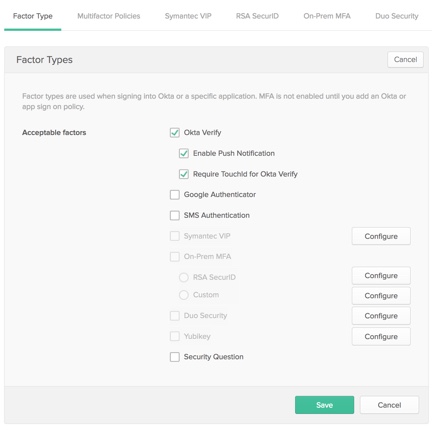 Factor Type Multifactor Policies Symantec VIP RSA SecurID On-Prem MFA Duo Security
Factor Types Cancel
Factor types are used when signing into Okta or a specific application. MFA is not enabled until you add an Okta or
app sign on policy.
Acceptable factors Okta Verify
Enable Push Notification
Require TouchId for Okta Verify
Google Authenticator
SMS Authentication
Symantec VIP Configure
On-Prem MFA
RSA SecurID Configure
Custom Configure
Duo Security Configure
Yubikey Configure
Security Question
Save Cancel